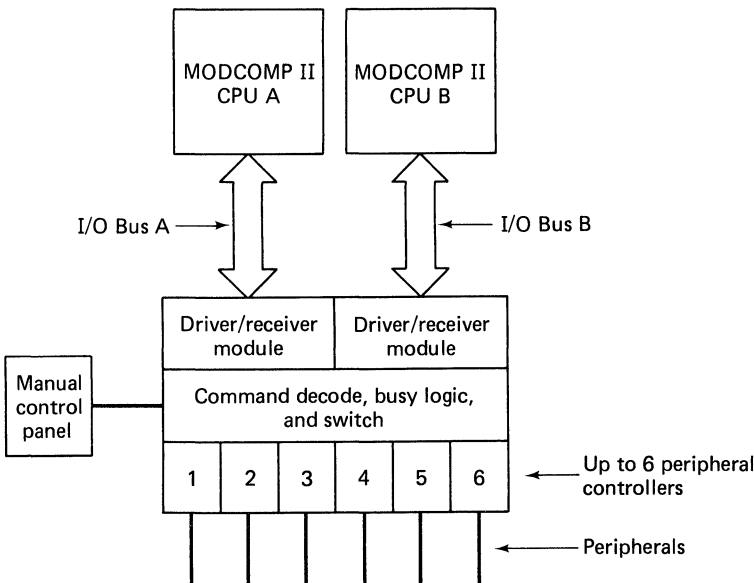 MODCOMP II
CPU A
MODCOMP II
CPU B
I/O Bus A
I/O Bus B
Driver/receiver
module
Driver/receiver
module
Manual
control
panel
Command decode, busy logic,
and switch
1 2 3 4 5 6
Up to 6 peripheral
controllers
Peripherals